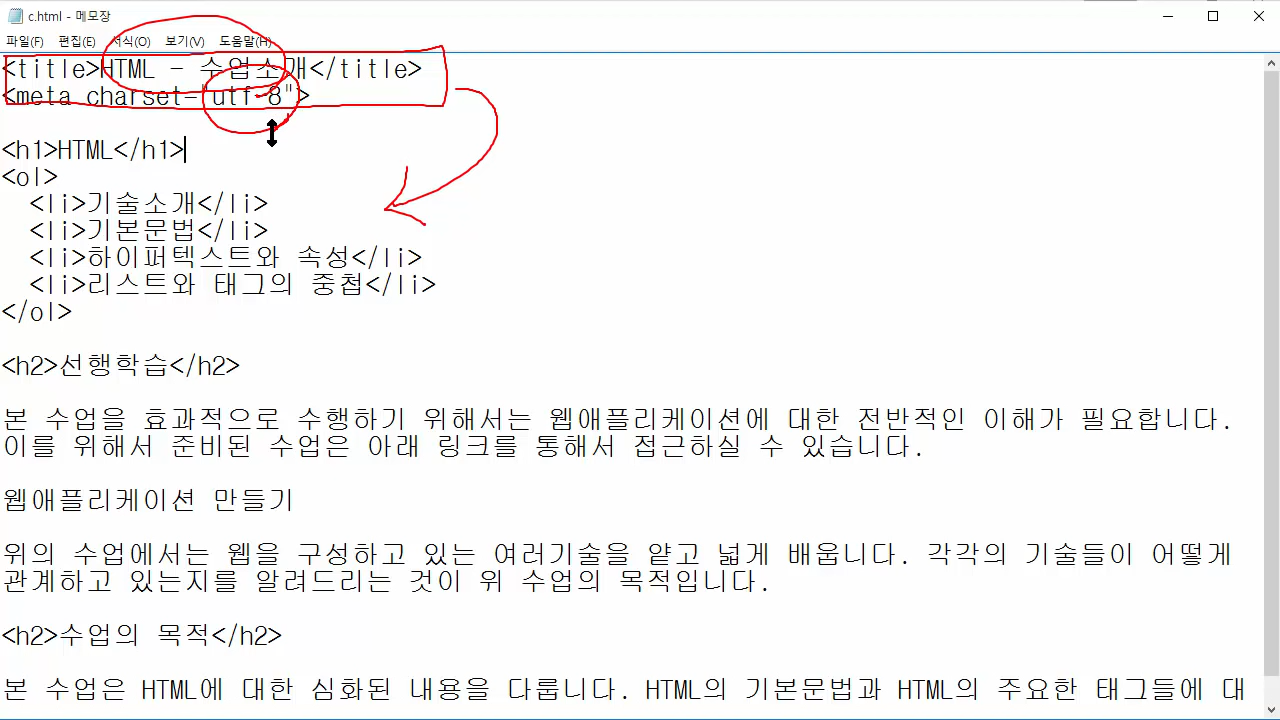 c.html - 메모장
파일(F) 편집(E) 서식(O) 보기(V) 도움말(H)
<title>HTML - 수업소개</title>
<meta charset="utf-8">
<h1>HTML</h1>
<ol>
<li>기술소개</li>
<li>기본문법</li>
<li>하이퍼텍스트와 속성</li>
<li>리스트와 태그의 중첩</li>
</ol>
<h2>선행학습</h2>
본 수업을 효과적으로 수행하기 위해서는 웹애플리케이션에 대한 전반적인 이해가 필요합니다.
이를 위해서 준비된 수업은 아래 링크를 통해서 접근하실 수 있습니다.
웹애플리케이션 만들기
위의 수업에서는 웹을 구성하고 있는 여러기술을 얕고 넓게 배웁니다. 각각의 기술들이 어떻게
관계하고 있는지를 알려드리는 것이 위 수업의 목적입니다.
<h2>수업의 목적</h2>
본 수업은 HTML에 대한 심화된 내용을 다룹니다. HTML의 기본문법과 HTML의 주요한 태그들에 대